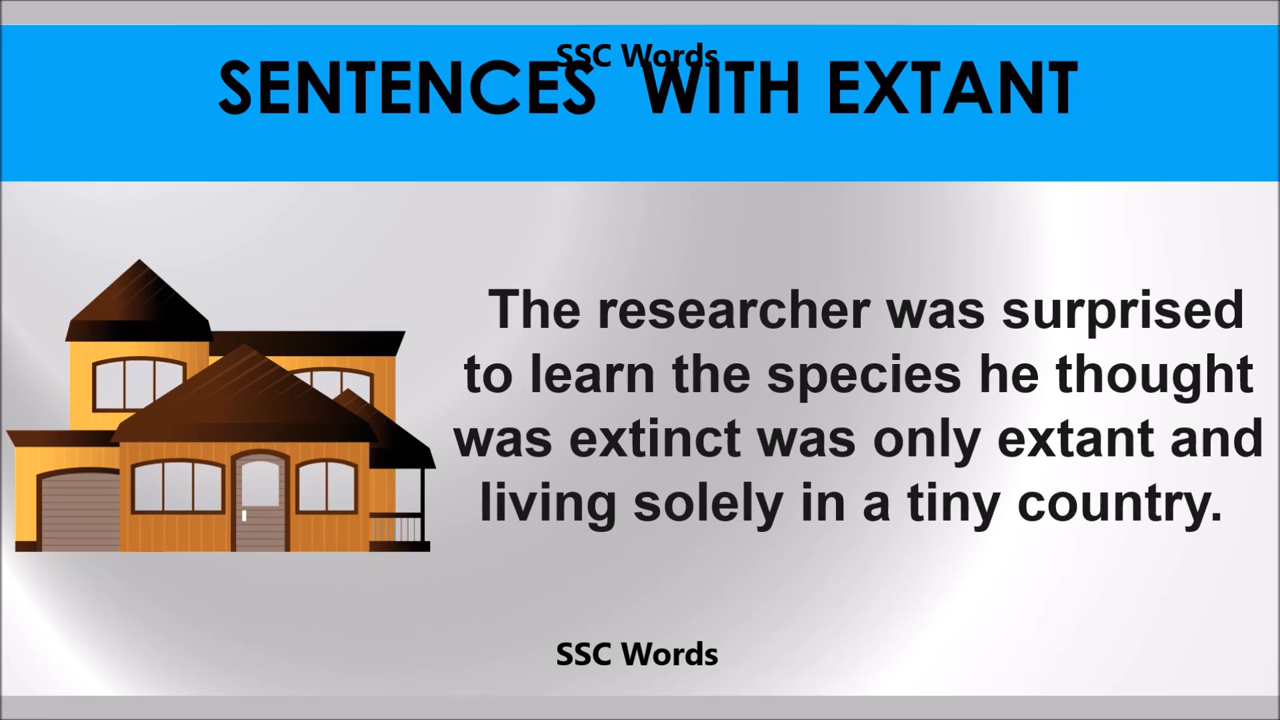 SSC Words
SENTENCES WITH EXTANT
The researcher was surprised
to learn the species he thought
was extinct was only extant and
living solely in a tiny country.
SSC Words